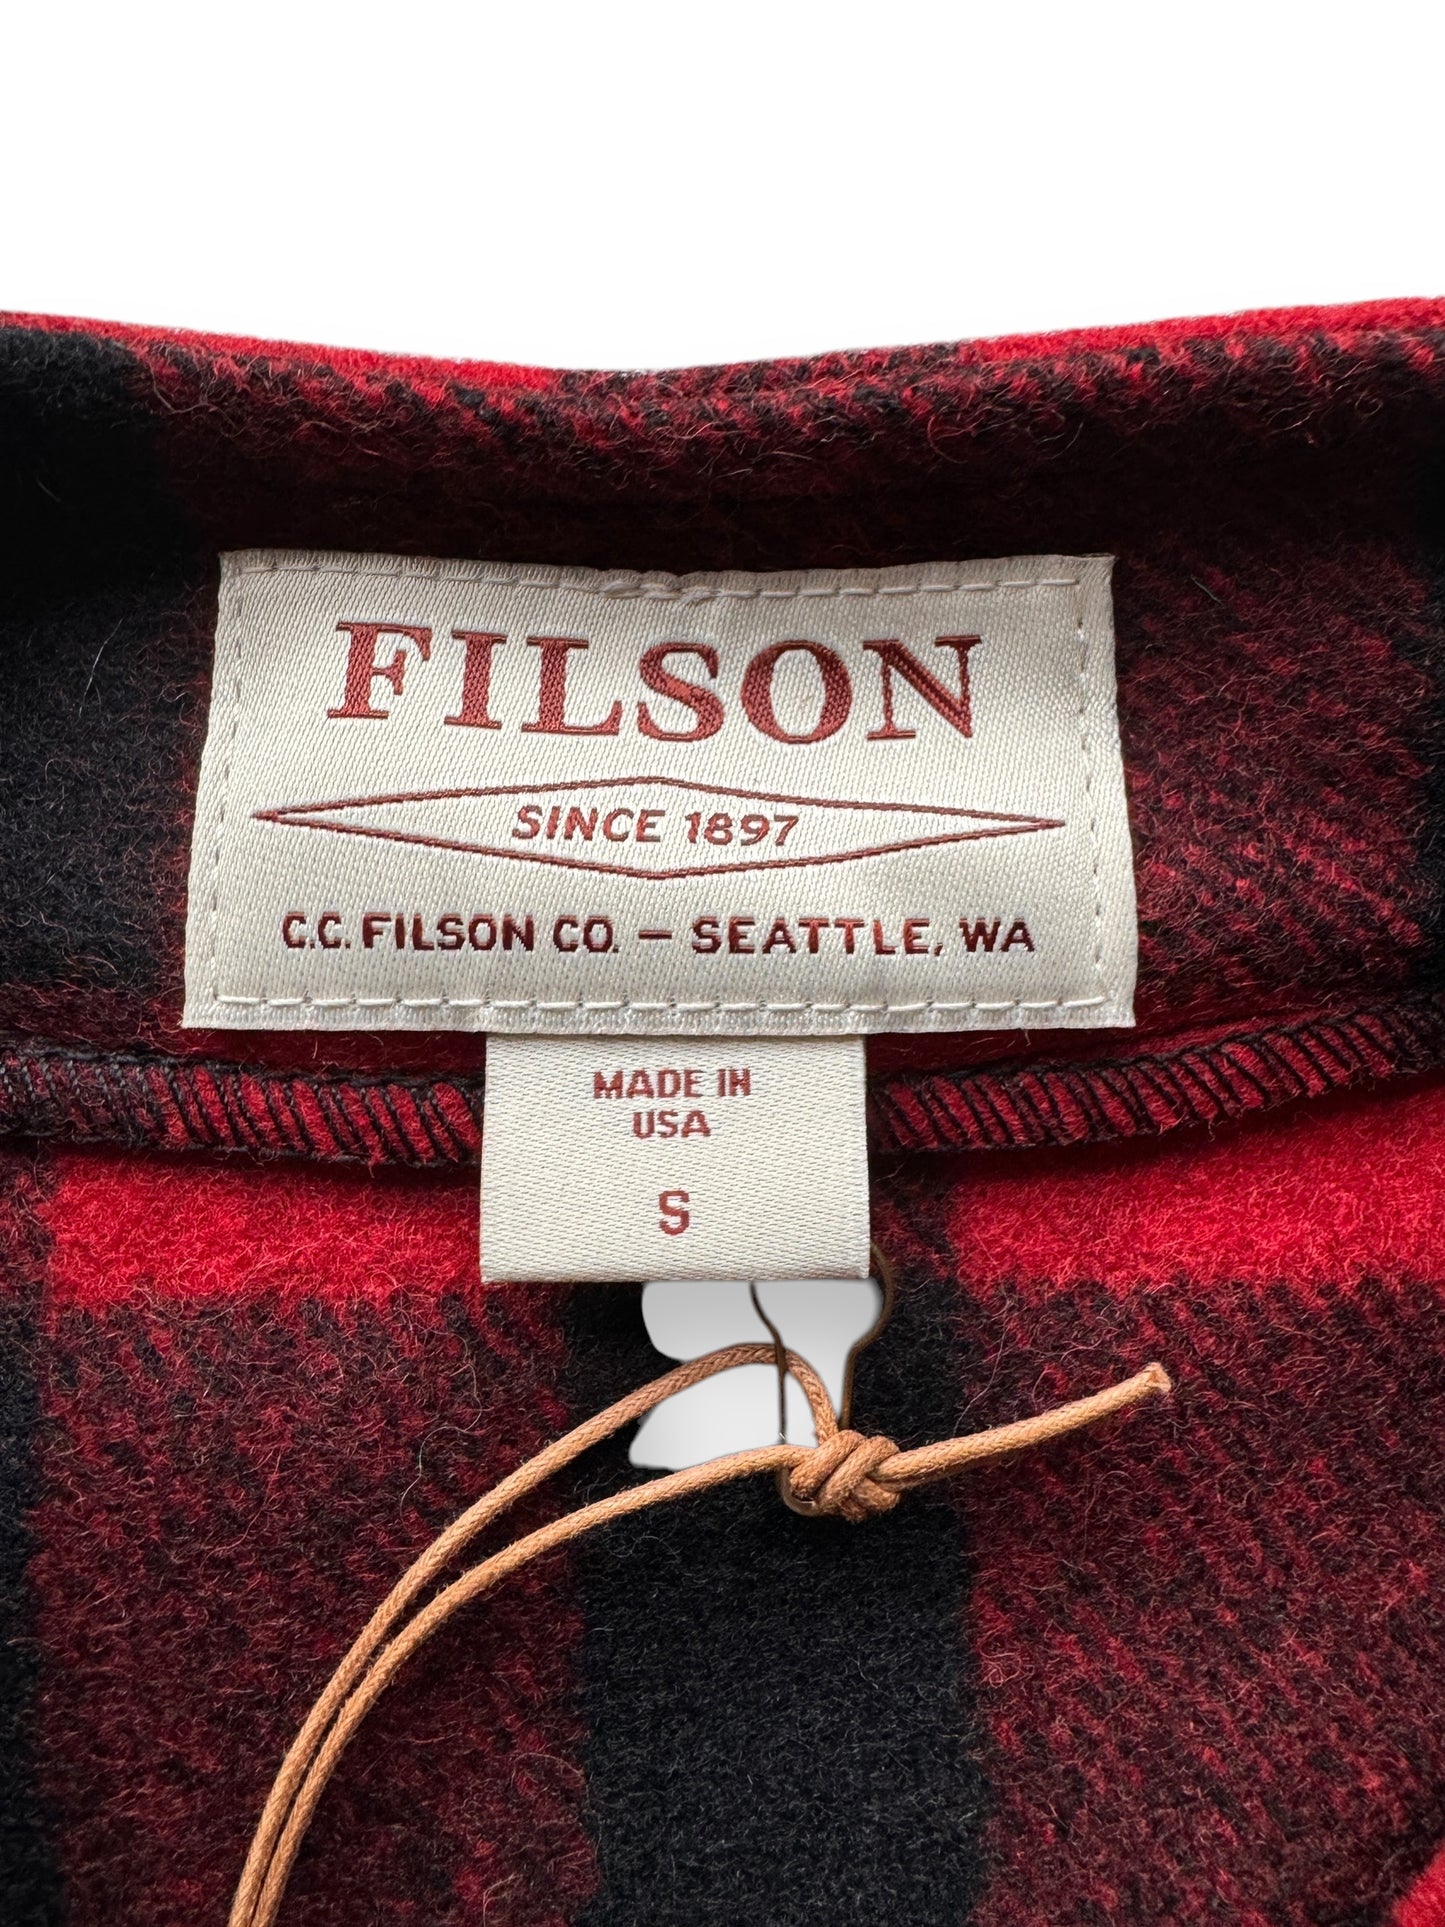 FILSON
SINCE 1897
C.C. FILSON CO. — SEATTLE, WA
MADE IN
USA
S